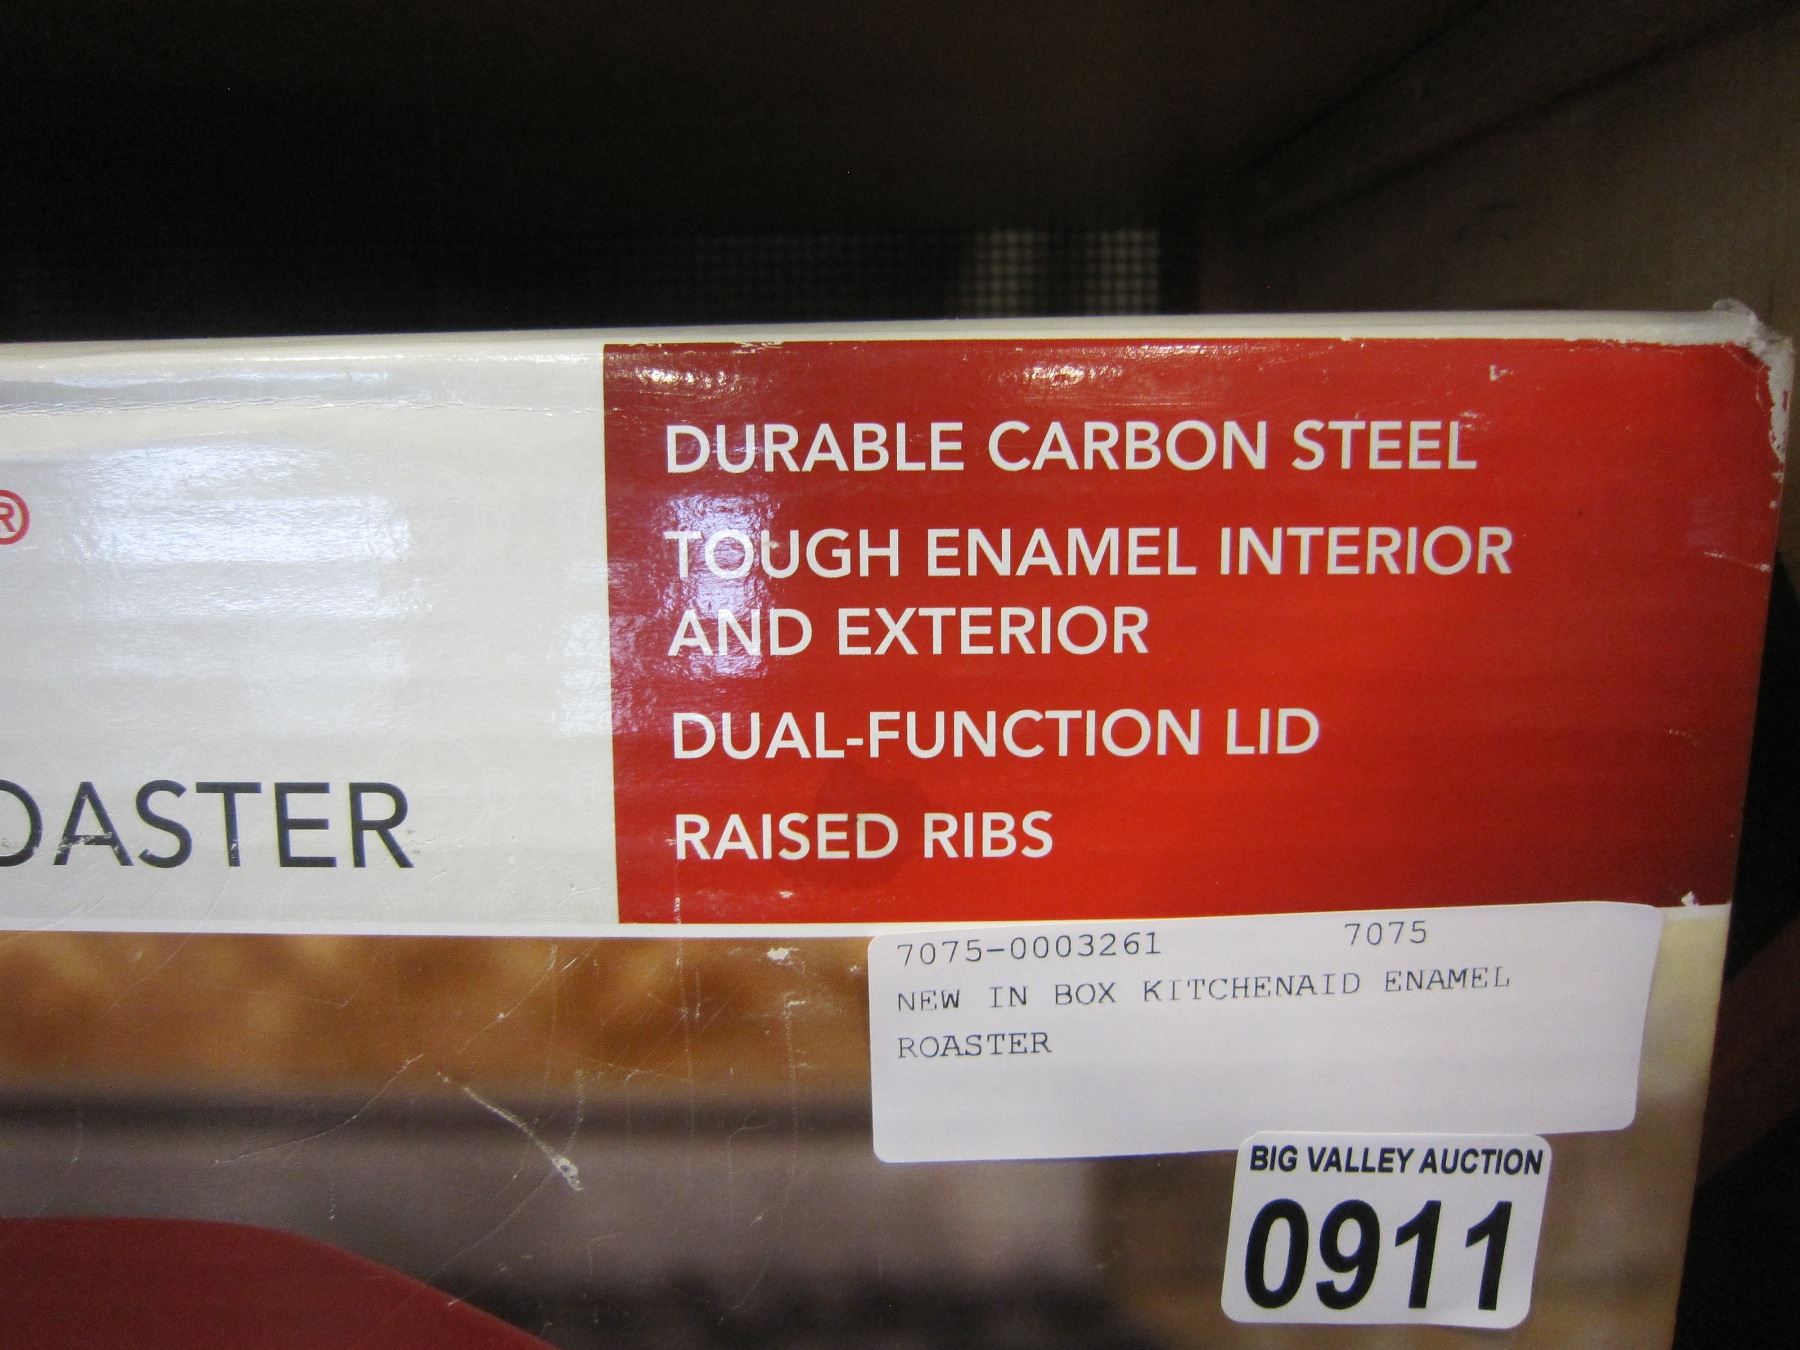 ®
OASTER
DURABLE CARBON STEEL
TOUGH ENAMEL INTERIOR
AND EXTERIOR
DUAL-FUNCTION LID
RAISED RIBS
7075-0003261 7075
NEW IN BOX KITCHENAID ENAMEL
ROASTER
BIG VALLEY AUCTION
0911